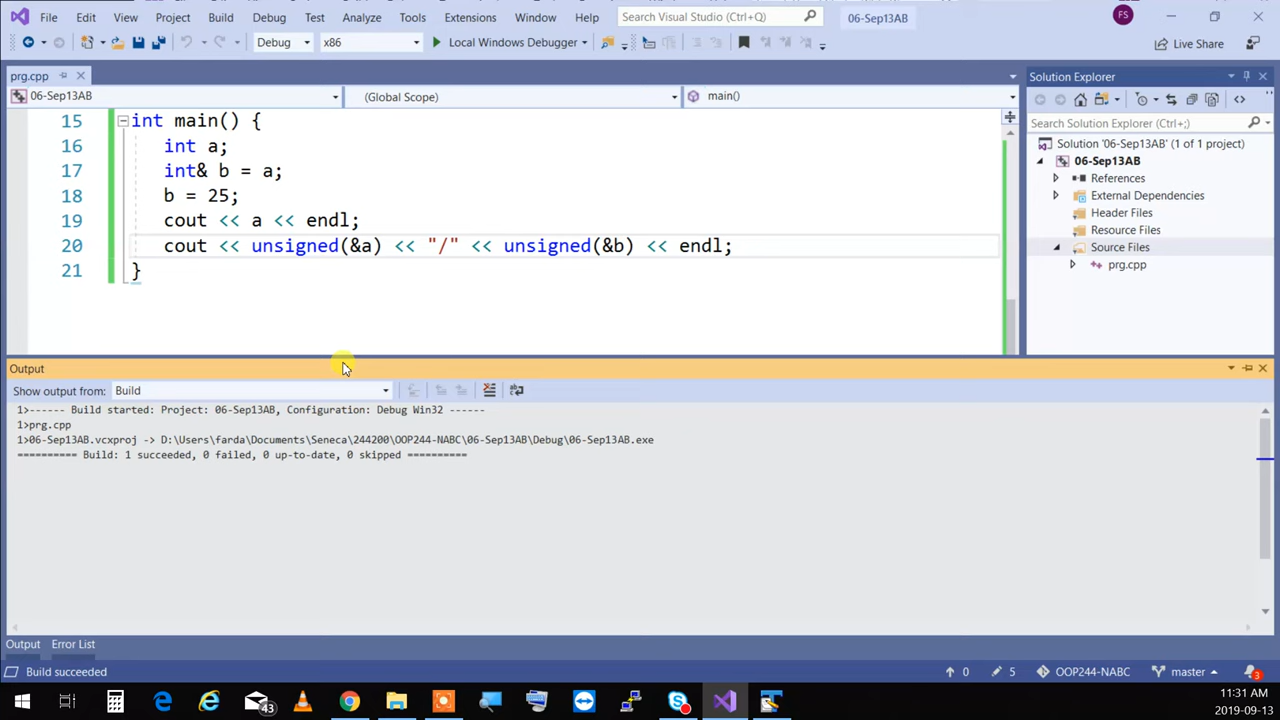 File Edit View Project Build Debug Test Analyze Tools Extensions Window Help Search Visual Studio (Ctrl+Q) 06-Sep13AB FS
Debug x86 Local Windows Debugger Live Share
prg.cpp
06-Sep13AB (Global Scope) main()
15 int main() {
16 int a;
17 int& b = a;
18 b = 25;
19 cout << a << endl;
20 cout << unsigned(&a) << "/" << unsigned(&b) << endl;
21 }
Solution Explorer
Search Solution Explorer (Ctrl+;)
Solution '06-Sep13AB' (1 of 1 project)
06-Sep13AB
References
External Dependencies
Header Files
Resource Files
Source Files
prg.cpp
Output
Show output from: Build
1>------ Build started: Project: 06-Sep13AB, Configuration: Debug Win32 ------
1>prg.cpp
1>06-Sep13AB.vcxproj -> D:\Users\farda\Documents\Seneca\244200\OOP244-NABC\06-Sep13AB\Debug\06-Sep13AB.exe
========== Build: 1 succeeded, 0 failed, 0 up-to-date, 0 skipped ==========
Output Error List
Build succeeded 0 5 OOP244-NABC master 3
43 11:31 AM
2019-09-13